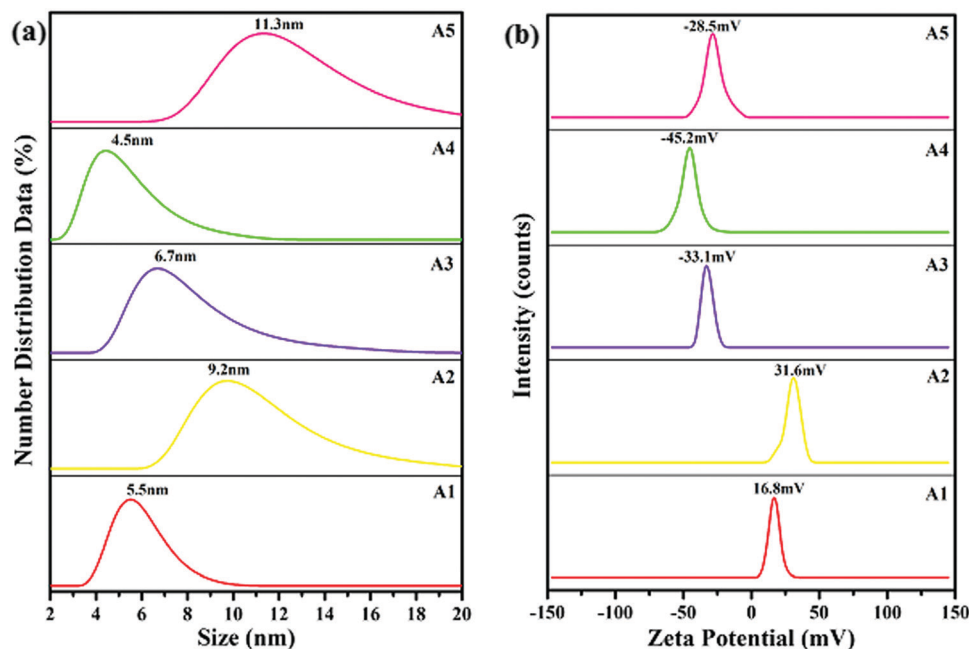 (a)
Number Distribution Data (%)
11.3nm
A5
4.5nm
A4
6.7nm
A3
9.2nm
A2
5.5nm
A1
2 4 6 8 10 12 14 16 18 20
Size (nm)
(b)
Intensity (counts)
-28.5mV
A5
-45.2mV
A4
-33.1mV
A3
31.6mV
A2
16.8mV
A1
-150 -100 -50 0 50 100 150
Zeta Potential (mV)